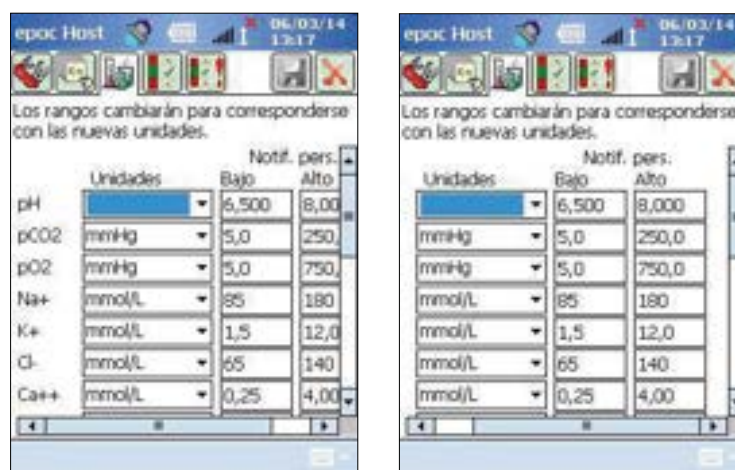 epoc Host 06/03/14
13:17
Los rangos cambiarán para corresponderse
con las nuevas unidades.
Notif. pers.
Unidades Bajo Alto
pH 6,500 8,00
pCO2 mmHg 5,0 250,
pO2 mmHg 5,0 750,
Na+ mmol/L 85 180
K+ mmol/L 1,5 12,0
Cl- mmol/L 65 140
Ca++ mmol/L 0,25 4,00
epoc Host 06/03/14
13:17
Los rangos cambiarán para corresponderse
con las nuevas unidades.
Notif. pers.
Unidades Bajo Alto
6,500 8,000
mmHg 5,0 250,0
mmHg 5,0 750,0
mmol/L 85 180
mmol/L 1,5 12,0
mmol/L 65 140
mmol/L 0,25 4,00